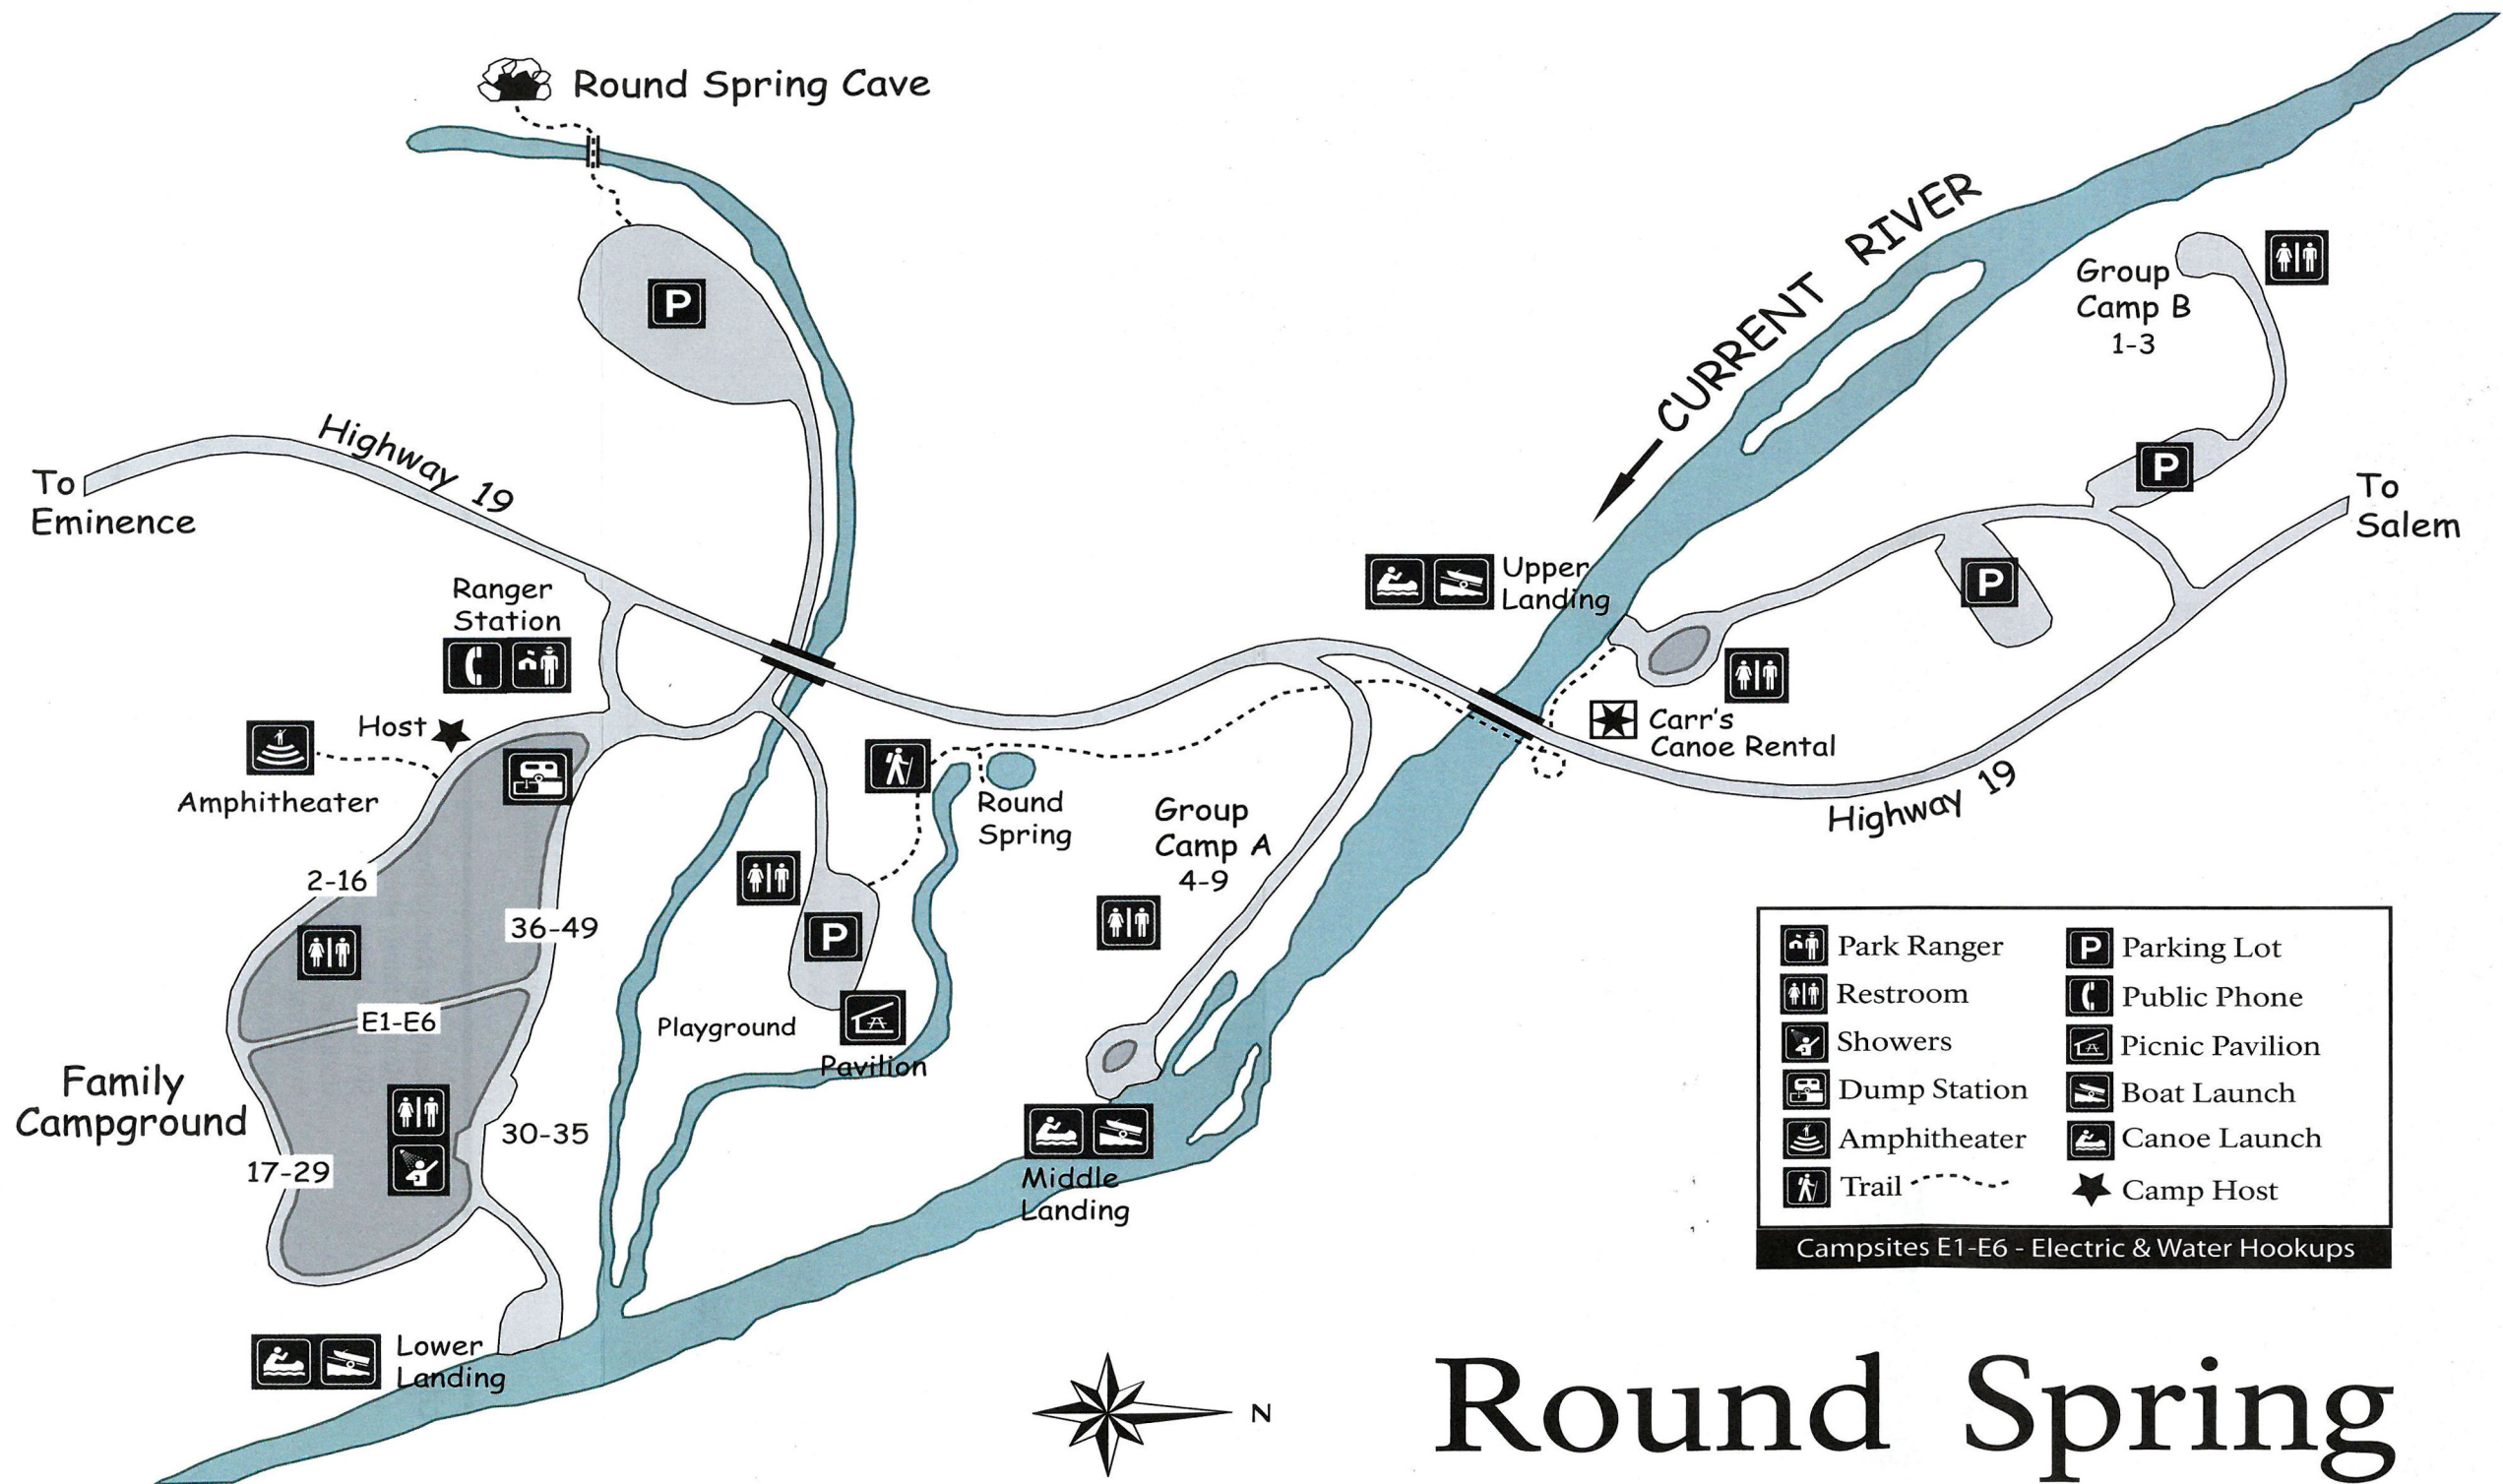 Round Spring Cave
CURRENT RIVER
Group
Camp B
1-3
Highway 19
To
Eminence
To
Salem
Upper
Landing
Ranger
Station
Host
Amphitheater
Carr's
Canoe Rental
Highway 19
Round
Spring
Group
Camp A
4-9
2-16
36-49
E1-E6
Playground
Pavilion
Family
Campground
30-35
17-29
Middle
Landing
Lower
Landing
P
P
P
P
Park Ranger
Restroom
Showers
Dump Station
Amphitheater
Trail
P Parking Lot
Public Phone
Picnic Pavilion
Boat Launch
Canoe Launch
Camp Host
Campsites E1-E6 - Electric & Water Hookups
N
Round Spring